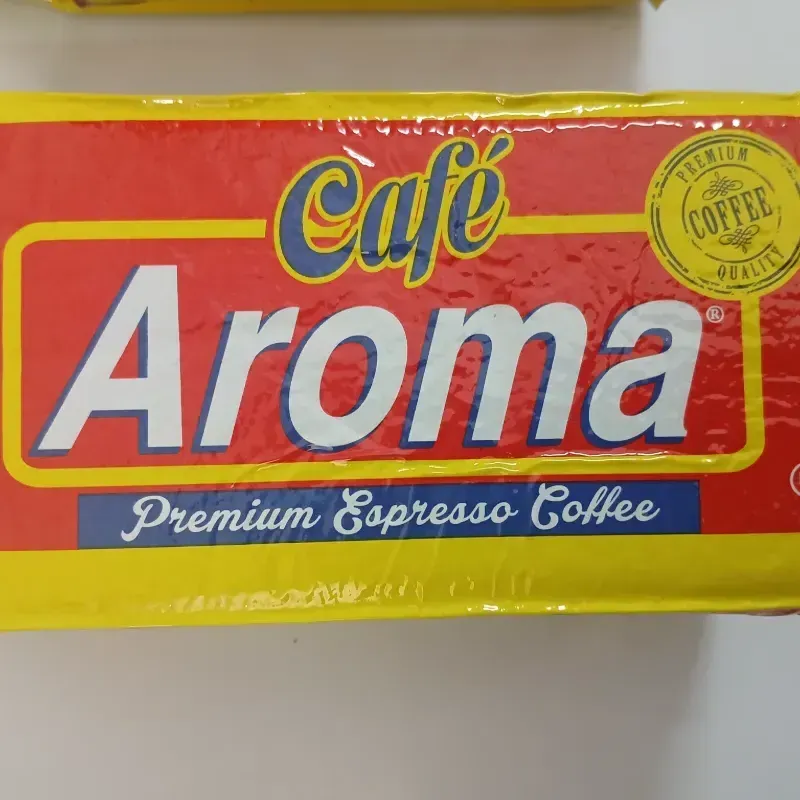 Café
PREMIUM
COFFEE
QUALITY
Aroma®
Premium Espresso Coffee